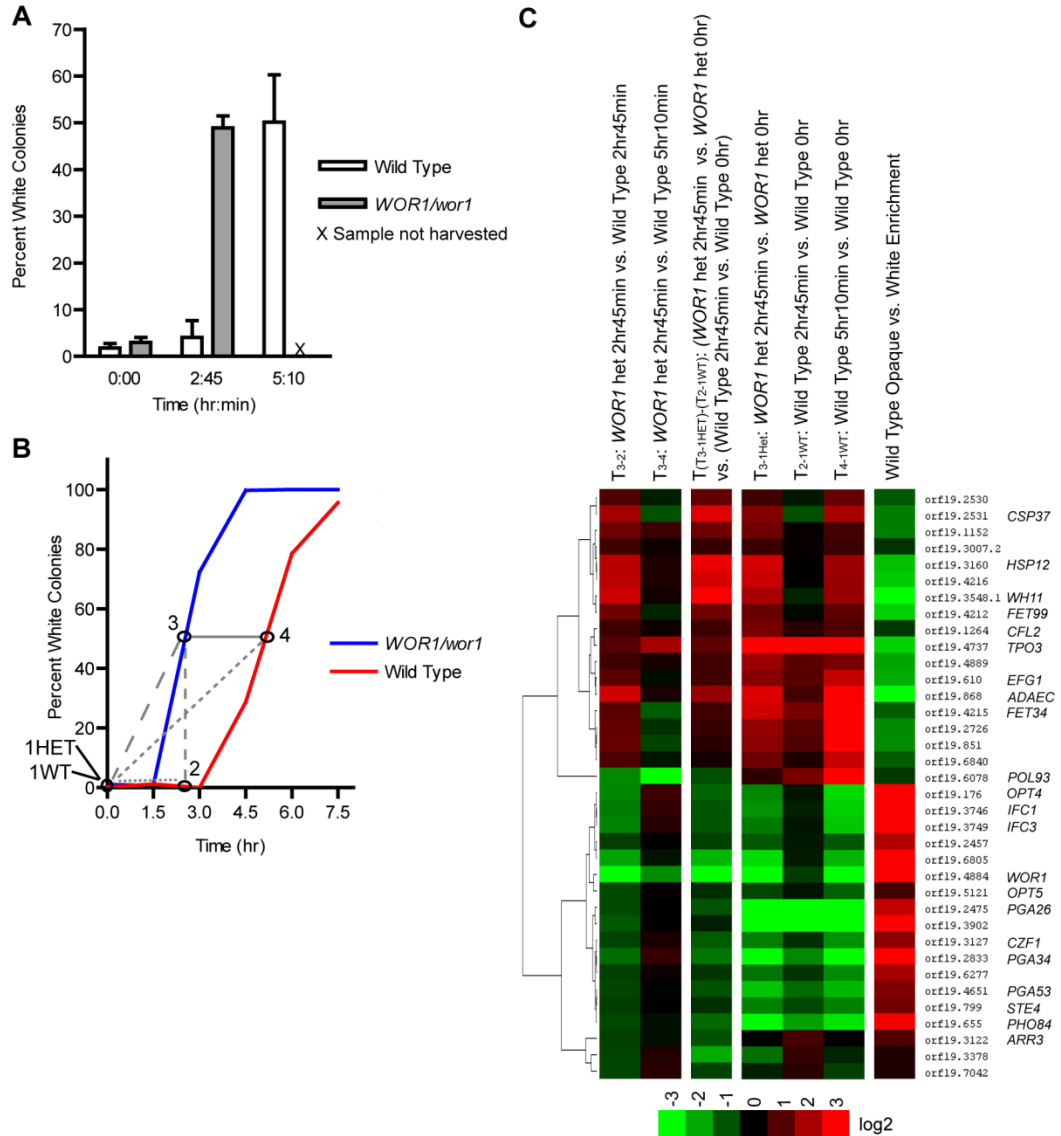 A
Percent White Colonies
70
60
50
40
30
20
10
0
0:00
2:45
5:10
Time (hr:min)
Wild Type
WOR1/wor1
X Sample not harvested
X
B
Percent White Colonies
100
80
60
40
20
0
1HET
1WT
3
4
2
0.0
1.5
3.0
4.5
6.0
7.5
Time (hr)
WOR1/wor1
Wild Type
C
T3-2: WOR1 het 2hr45min vs. Wild Type 2hr45min
T3-4: WOR1 het 2hr45min vs. Wild Type 5hr10min
T(T3-1HET)-(T2-1WT): (WOR1 het 2hr45min vs. WOR1 het 0hr)
vs. (Wild Type 2hr45min vs. Wild Type 0hr)
T3-1Het: WOR1 het 2hr45min vs. WOR1 het 0hr
T2-1WT: Wild Type 2hr45min vs. Wild Type 0hr
T4-1WT: Wild Type 5hr10min vs. Wild Type 0hr
Wild Type Opaque vs. White Enrichment
orf19.2530
orf19.2531 CSP37
orf19.1152
orf19.3007.2
orf19.3160 HSP12
orf19.4216
orf19.3548.1 WH11
orf19.4212 FET99
orf19.1264 CFL2
orf19.4737 TPO3
orf19.4889
orf19.610 EFG1
orf19.868 ADAEC
orf19.4215 FET34
orf19.2726
orf19.851
orf19.6840
orf19.6078 POL93
orf19.176 OPT4
orf19.3746 IFC1
orf19.3749 IFC3
orf19.2457
orf19.6805
orf19.4884 WOR1
orf19.5121 OPT5
orf19.2475 PGA26
orf19.3902
orf19.3127 CZF1
orf19.2833 PGA34
orf19.6277
orf19.4651 PGA53
orf19.799 STE4
orf19.655 PHO84
orf19.3122 ARR3
orf19.3378
orf19.7042
-3 -2 -1 0 1 2 3 log2